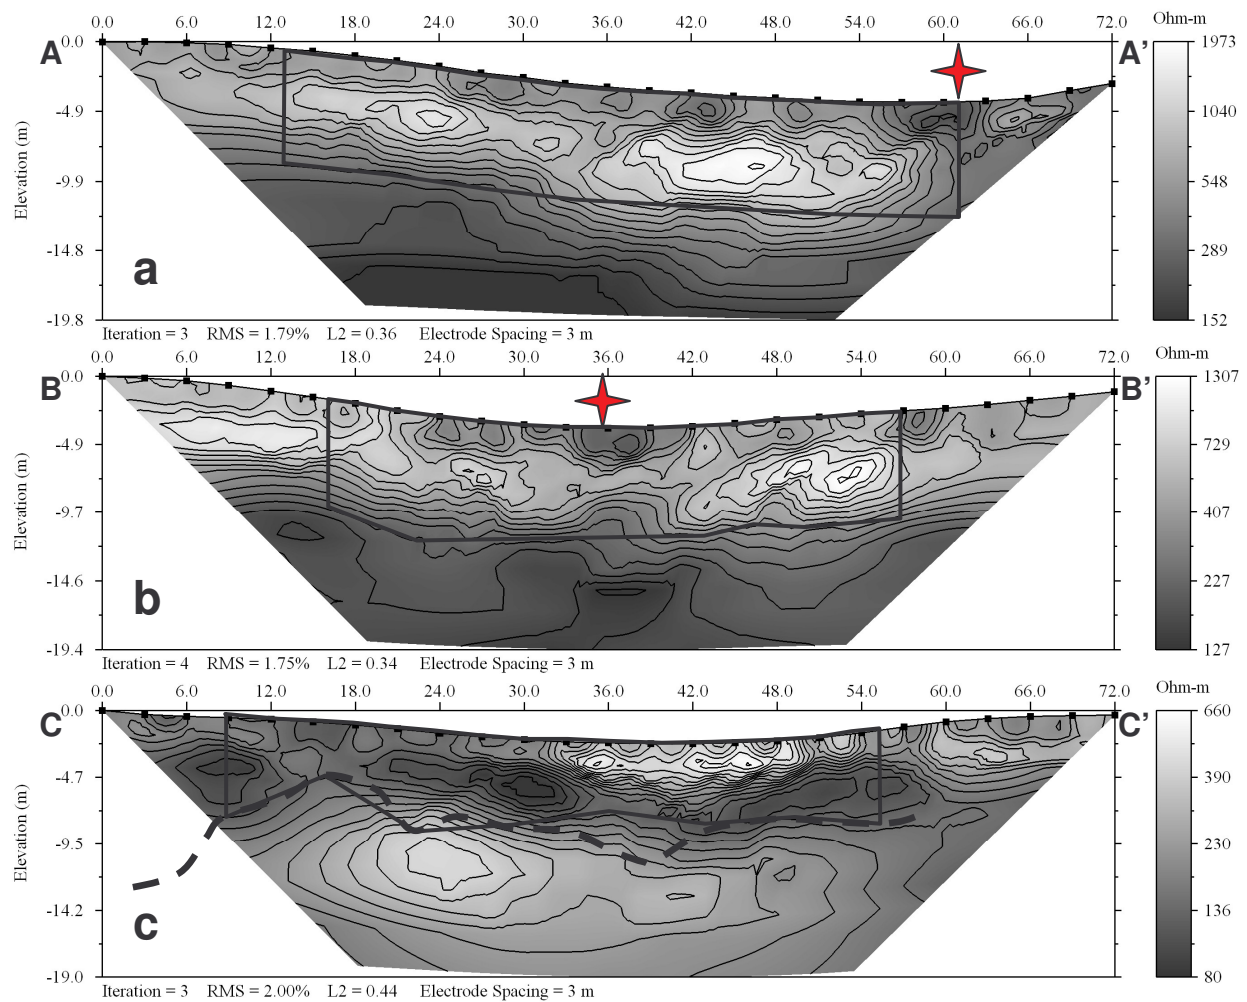 0.0 6.0 12.0 18.0 24.0 30.0 36.0 42.0 48.0 54.0 60.0 66.0 72.0 Ohm-m
A A'
0.0
-4.9
-9.9
-14.8
-19.8
Elevation (m)
1973
1040
548
289
152
a
Iteration = 3 RMS = 1.79% L2 = 0.36 Electrode Spacing = 3 m
0.0 6.0 12.0 18.0 24.0 30.0 36.0 42.0 48.0 54.0 60.0 66.0 72.0 Ohm-m
B B'
0.0
-4.9
-9.7
-14.6
-19.4
Elevation (m)
1307
729
407
227
127
b
Iteration = 4 RMS = 1.75% L2 = 0.34 Electrode Spacing = 3 m
0.0 6.0 12.0 18.0 24.0 30.0 36.0 42.0 48.0 54.0 60.0 66.0 72.0 Ohm-m
C C'
0.0
-4.7
-9.5
-14.2
-19.0
Elevation (m)
660
390
230
136
80
c
Iteration = 3 RMS = 2.00% L2 = 0.44 Electrode Spacing = 3 m